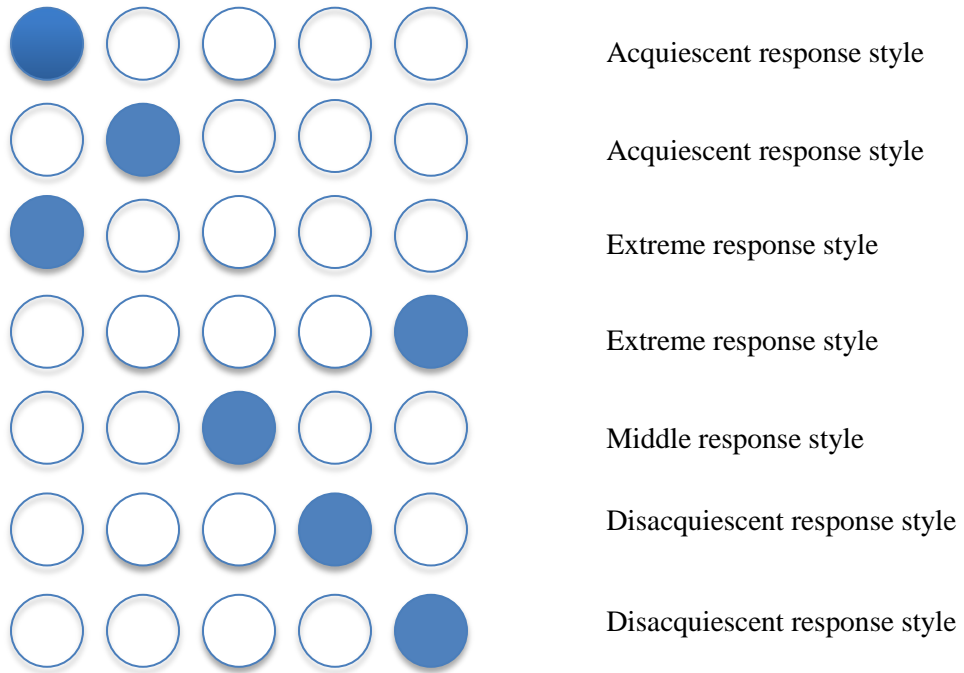 Acquiescent response style
Acquiescent response style
Extreme response style
Extreme response style
Middle response style
Disacquiescent response style
Disacquiescent response style